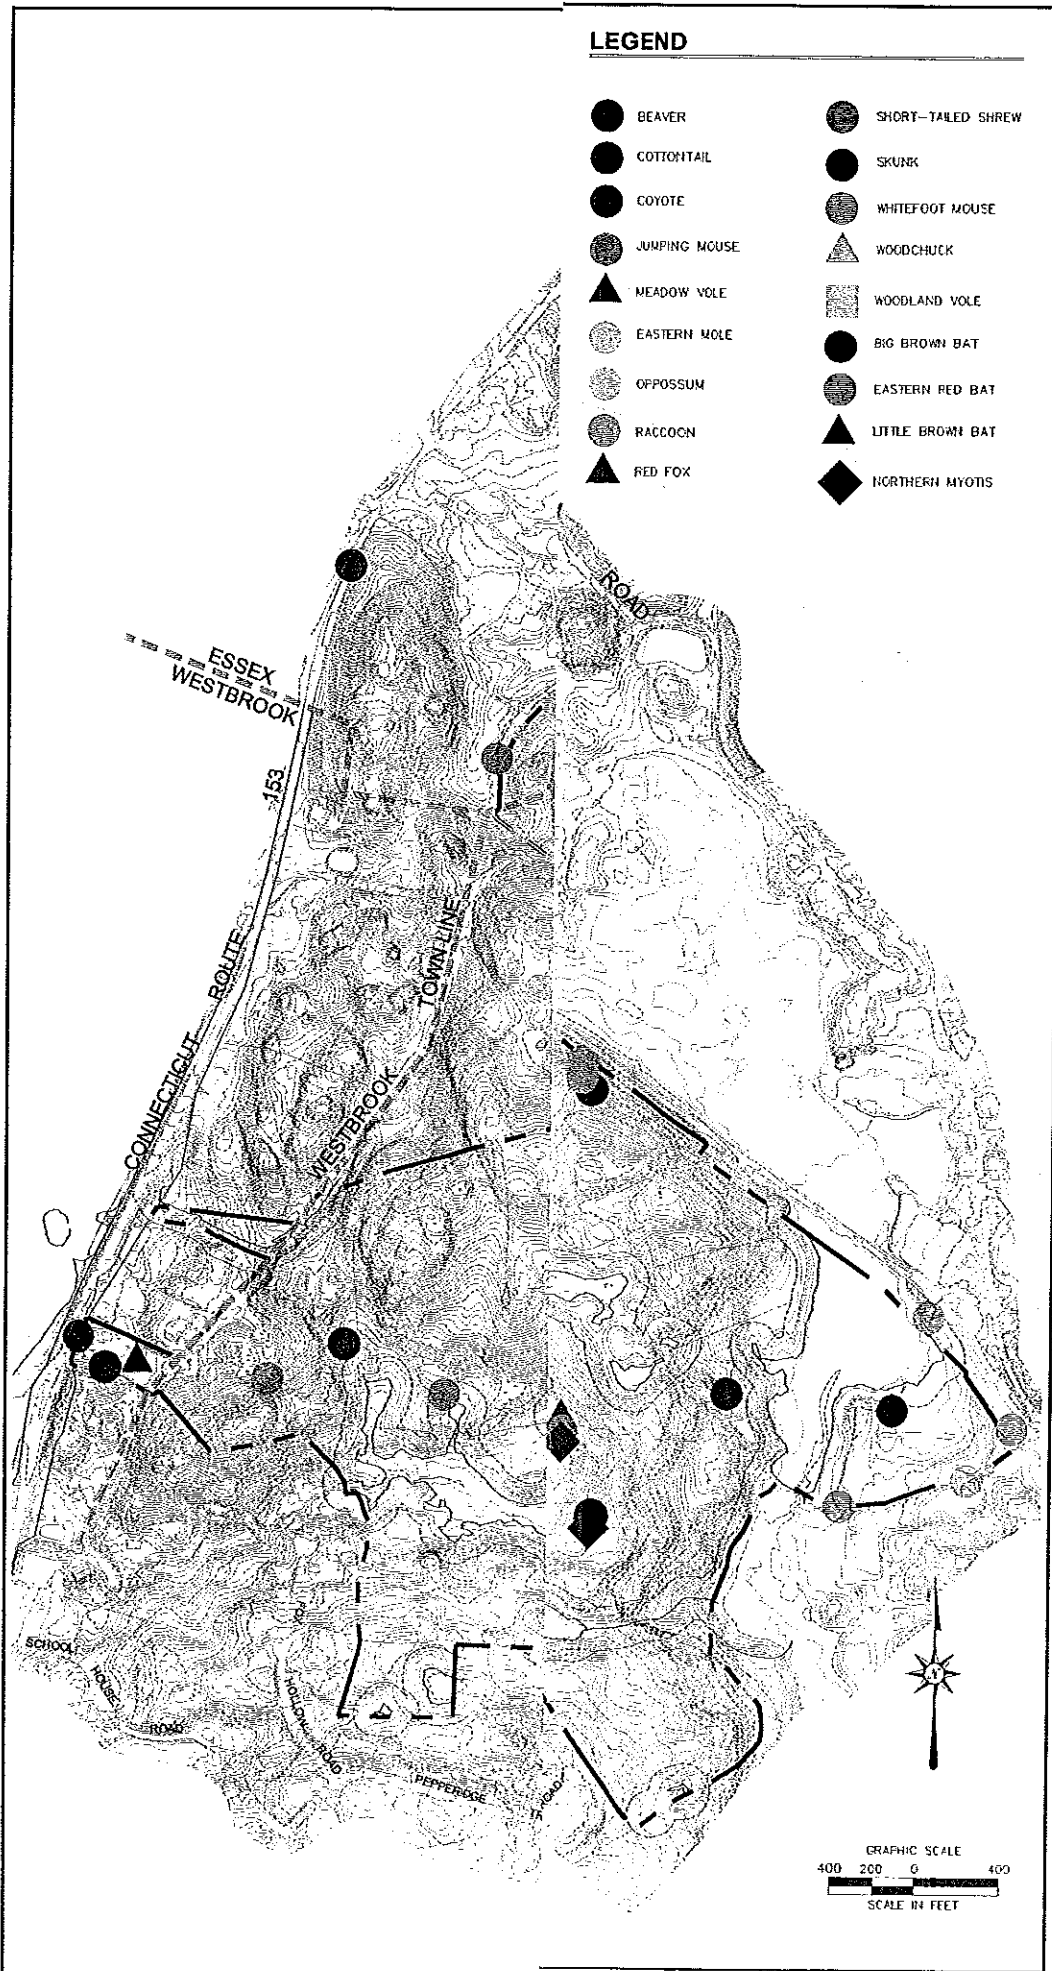 LEGEND
BEAVER
COTTONTAIL
COYOTE
JUMPING MOUSE
MEADOW VOLE
EASTERN MOLE
OPPOSSUM
RACCOON
RED FOX
SHORT-TAILED SHREW
SKUNK
WHITEFOOT MOUSE
WOODCHUCK
WOODLAND VOLE
BIG BROWN BAT
EASTERN RED BAT
LITTLE BROWN BAT
NORTHERN MYOTIS
ROAD
ESSEX
WESTBROOK
153
ROUTE
CONNECTICUT
TOWN LINE
WESTBROOK
SCHOOL
HOUSE
ROAD
FOX
HOLLOW
ROAD
PEPPERIDGE
N
GRAPHIC SCALE
400 200 0 400
SCALE IN FEET